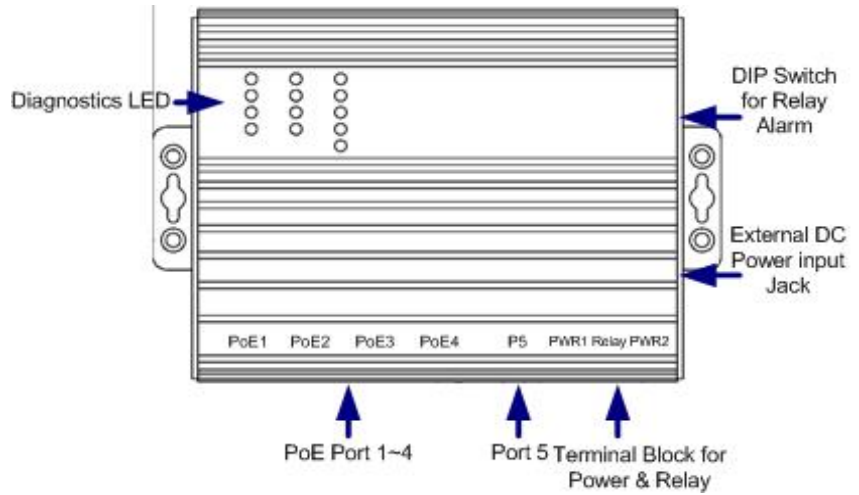 Diagnostics LED
DIP Switch
for Relay
Alarm
External DC
Power input
Jack
PoE1 PoE2 PoE3 PoE4 P5 PWR1 Relay PWR2
PoE Port 1~4
Port 5
Terminal Block for
Power & Relay